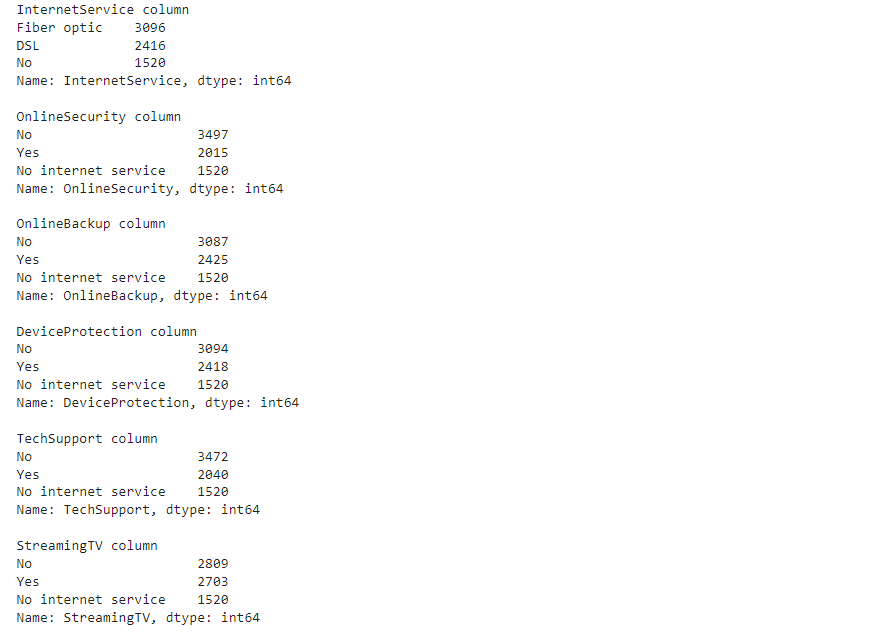 InternetService column
Fiber optic    3096
DSL            2416
No             1520
Name: InternetService, dtype: int64

OnlineSecurity column
No                     3497
Yes                    2015
No internet service    1520
Name: OnlineSecurity, dtype: int64

OnlineBackup column
No                     3087
Yes                    2425
No internet service    1520
Name: OnlineBackup, dtype: int64

DeviceProtection column
No                     3094
Yes                    2418
No internet service    1520
Name: DeviceProtection, dtype: int64

TechSupport column
No                     3472
Yes                    2040
No internet service    1520
Name: TechSupport, dtype: int64

StreamingTV column
No                     2809
Yes                    2703
No internet service    1520
Name: StreamingTV, dtype: int64